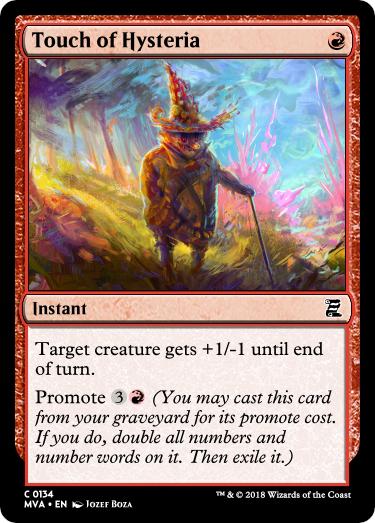 Touch of Hysteria
Instant
Target creature gets +1/-1 until end
of turn.
Promote 3 R (You may cast this card
from your graveyard for its promote cost.
If you do, double all numbers and
number words on it. Then exile it.)
C 0134
MVA • EN Jozef Boza
™ & © 2018 Wizards of the Coast